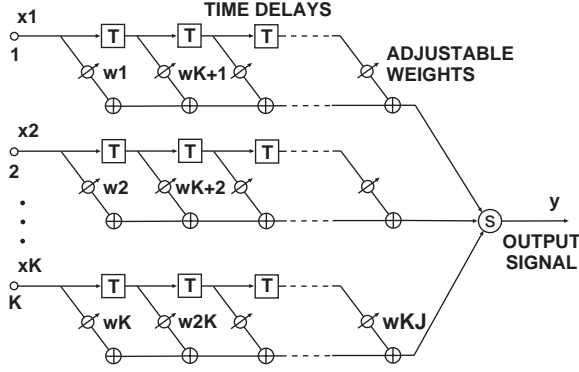 TIME DELAYS
x1
T T T
1
w1 wK+1
ADJUSTABLE
WEIGHTS
x2
T T T
2
w2 wK+2
S
y
OUTPUT
SIGNAL
xK
T T T
K
wK w2K wKJ